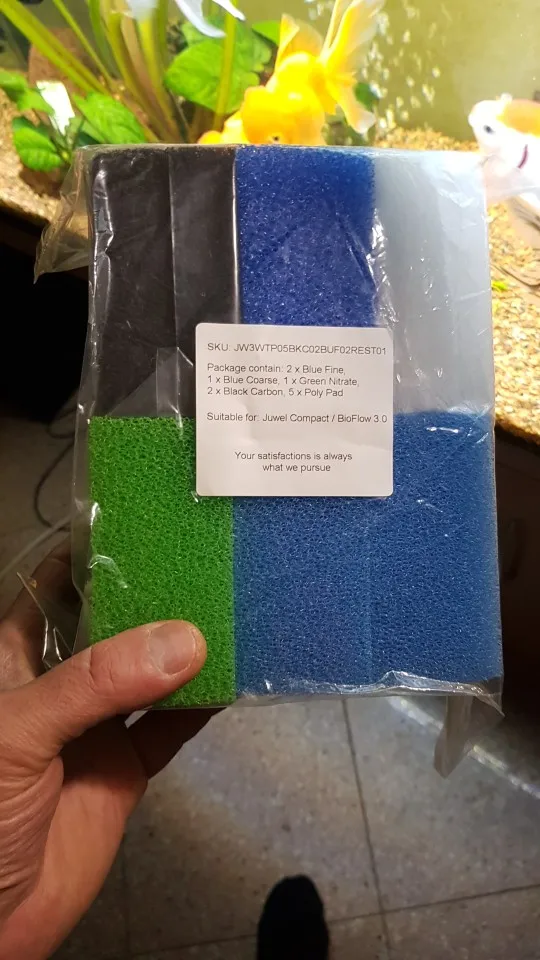 SKU: JW3WTP05BKC02BUF02REST01
Package contain: 2 x Blue Fine,
1 x Blue Coarse, 1 x Green Nitrate,
2 x Black Carbon, 5 x Poly Pad
Suitable for: Juwel Compact / BioFlow 3.0
Your satisfactions is always
what we pursue